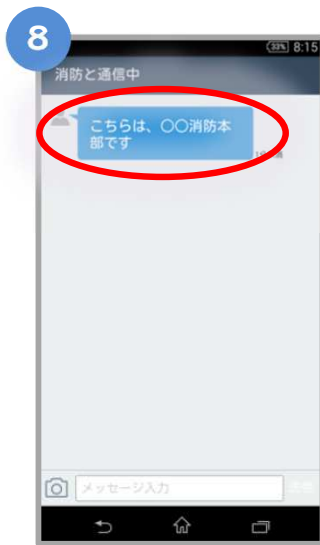 8
33% 8:15
消防と通信中
こちらは、〇〇消防本
部です
メッセージ入力